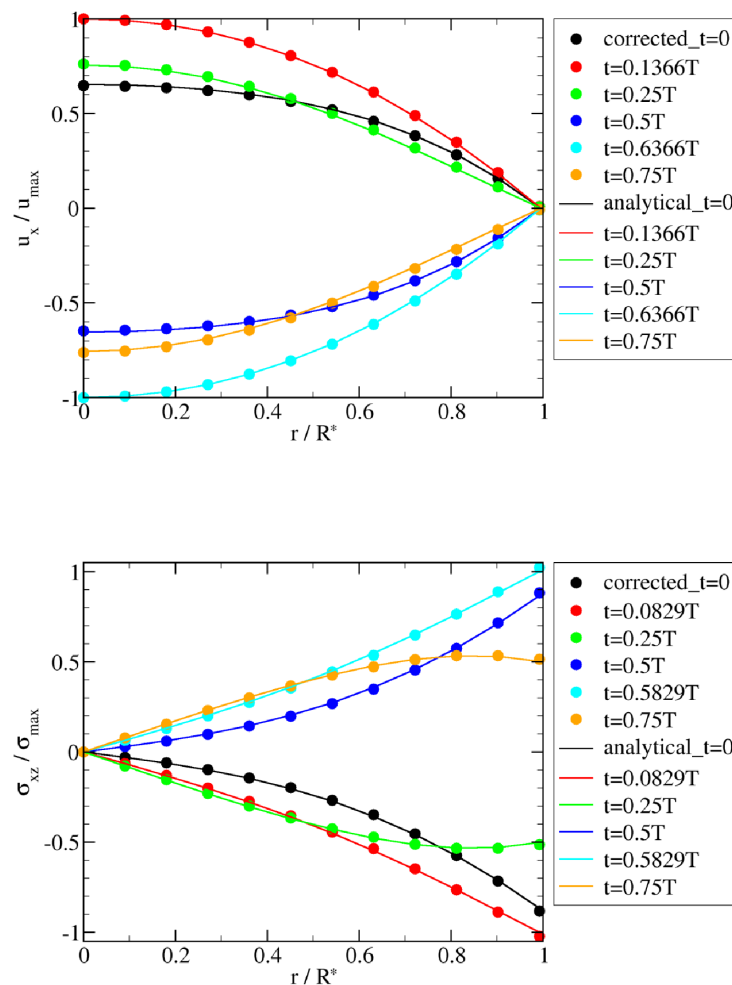 1
0.5
0
-0.5
-1
u_x / u_max
0
0.2
0.4
0.6
0.8
1
r / R*
corrected_t=0
t=0.1366T
t=0.25T
t=0.5T
t=0.6366T
t=0.75T
analytical_t=0
t=0.1366T
t=0.25T
t=0.5T
t=0.6366T
t=0.75T
1
0.5
0
-0.5
-1
σ_xz / σ_max
0
0.2
0.4
0.6
0.8
1
r / R*
corrected_t=0
t=0.0829T
t=0.25T
t=0.5T
t=0.5829T
t=0.75T
analytical_t=0
t=0.0829T
t=0.25T
t=0.5T
t=0.5829T
t=0.75T